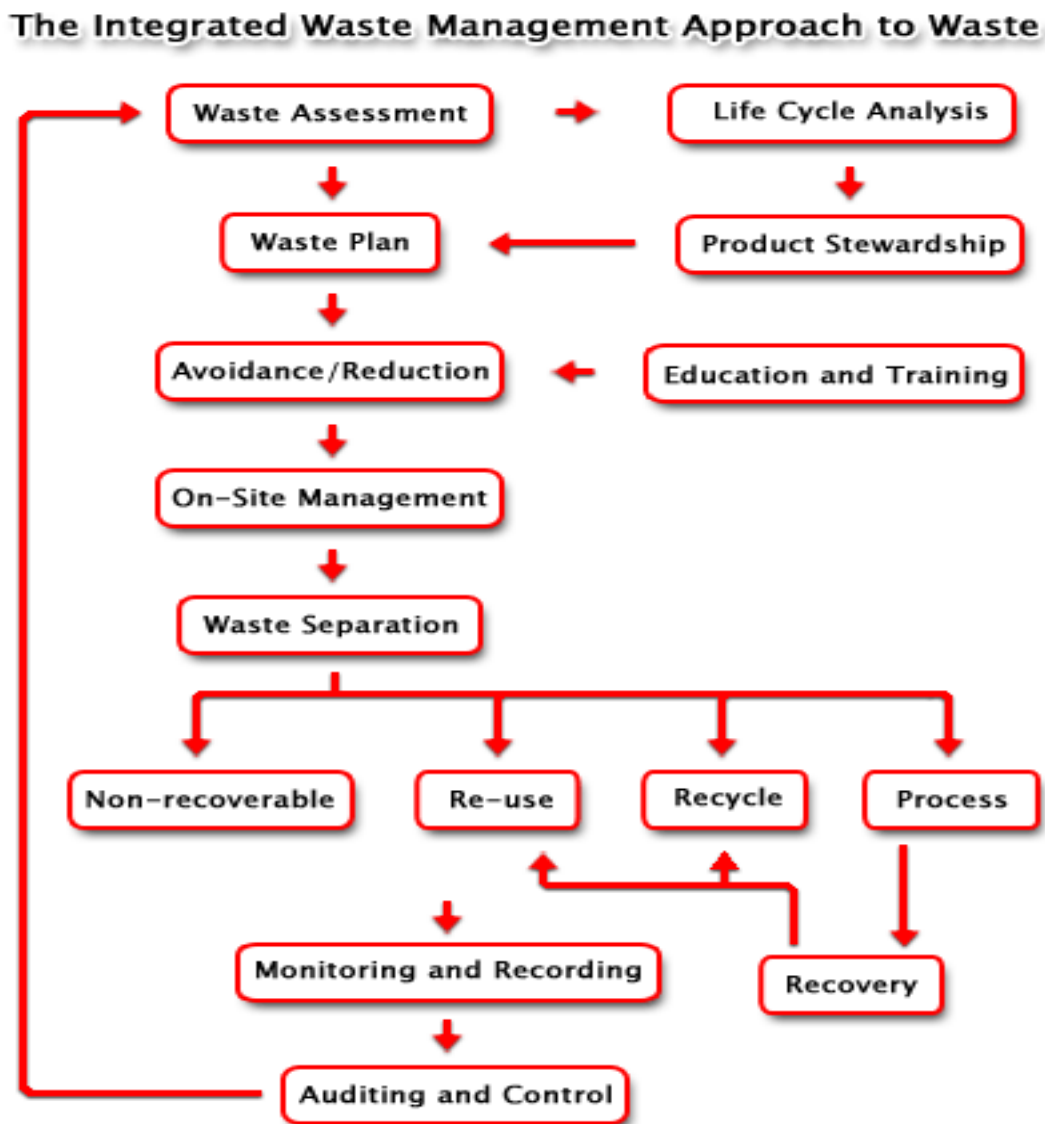 The Integrated Waste Management Approach to Waste
Waste Assessment
Life Cycle Analysis
Waste Plan
Product Stewardship
Avoidance/Reduction
Education and Training
On-Site Management
Waste Separation
Non-recoverable
Re-use
Recycle
Process
Monitoring and Recording
Recovery
Auditing and Control